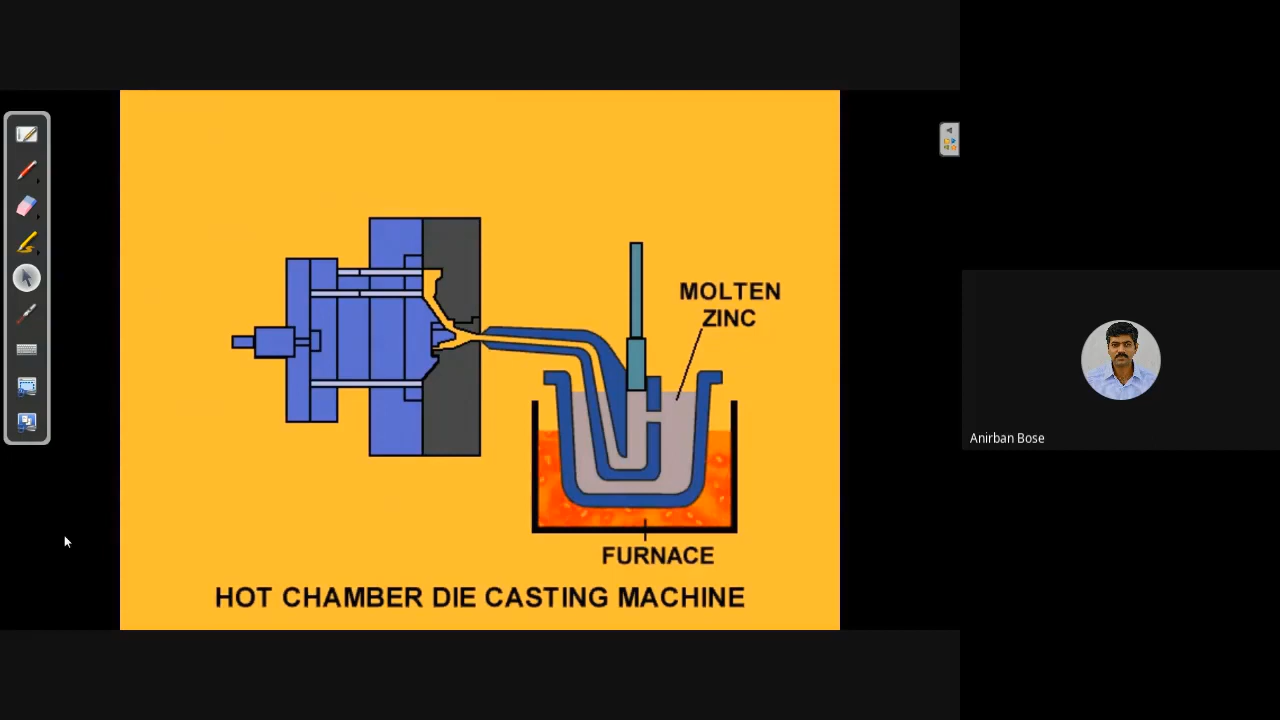 MOLTEN
ZINC
FURNACE
HOT CHAMBER DIE CASTING MACHINE
Anirban Bose